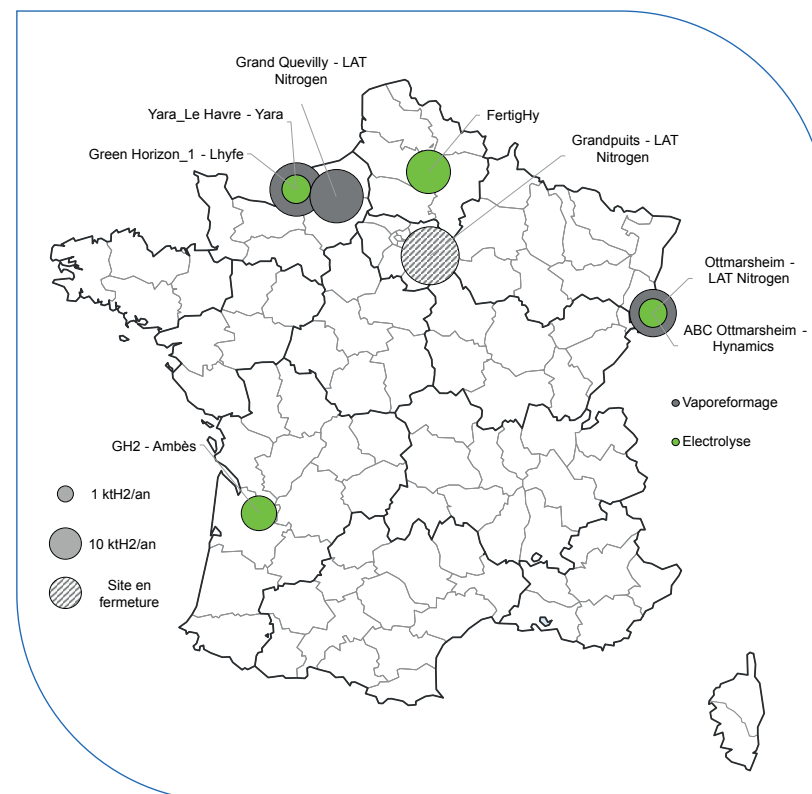 Grand Quevilly - LAT
Nitrogen
Yara_Le Havre - Yara
FertigHy
Grandpuits - LAT
Nitrogen
Green Horizon_1 - Lhyfe
Ottmarsheim -
LAT Nitrogen
ABC Ottmarsheim -
Hynamics
Vaporeformage
Electrolyse
GH2 - Ambès
1 ktH2/an
10 ktH2/an
Site en
fermeture